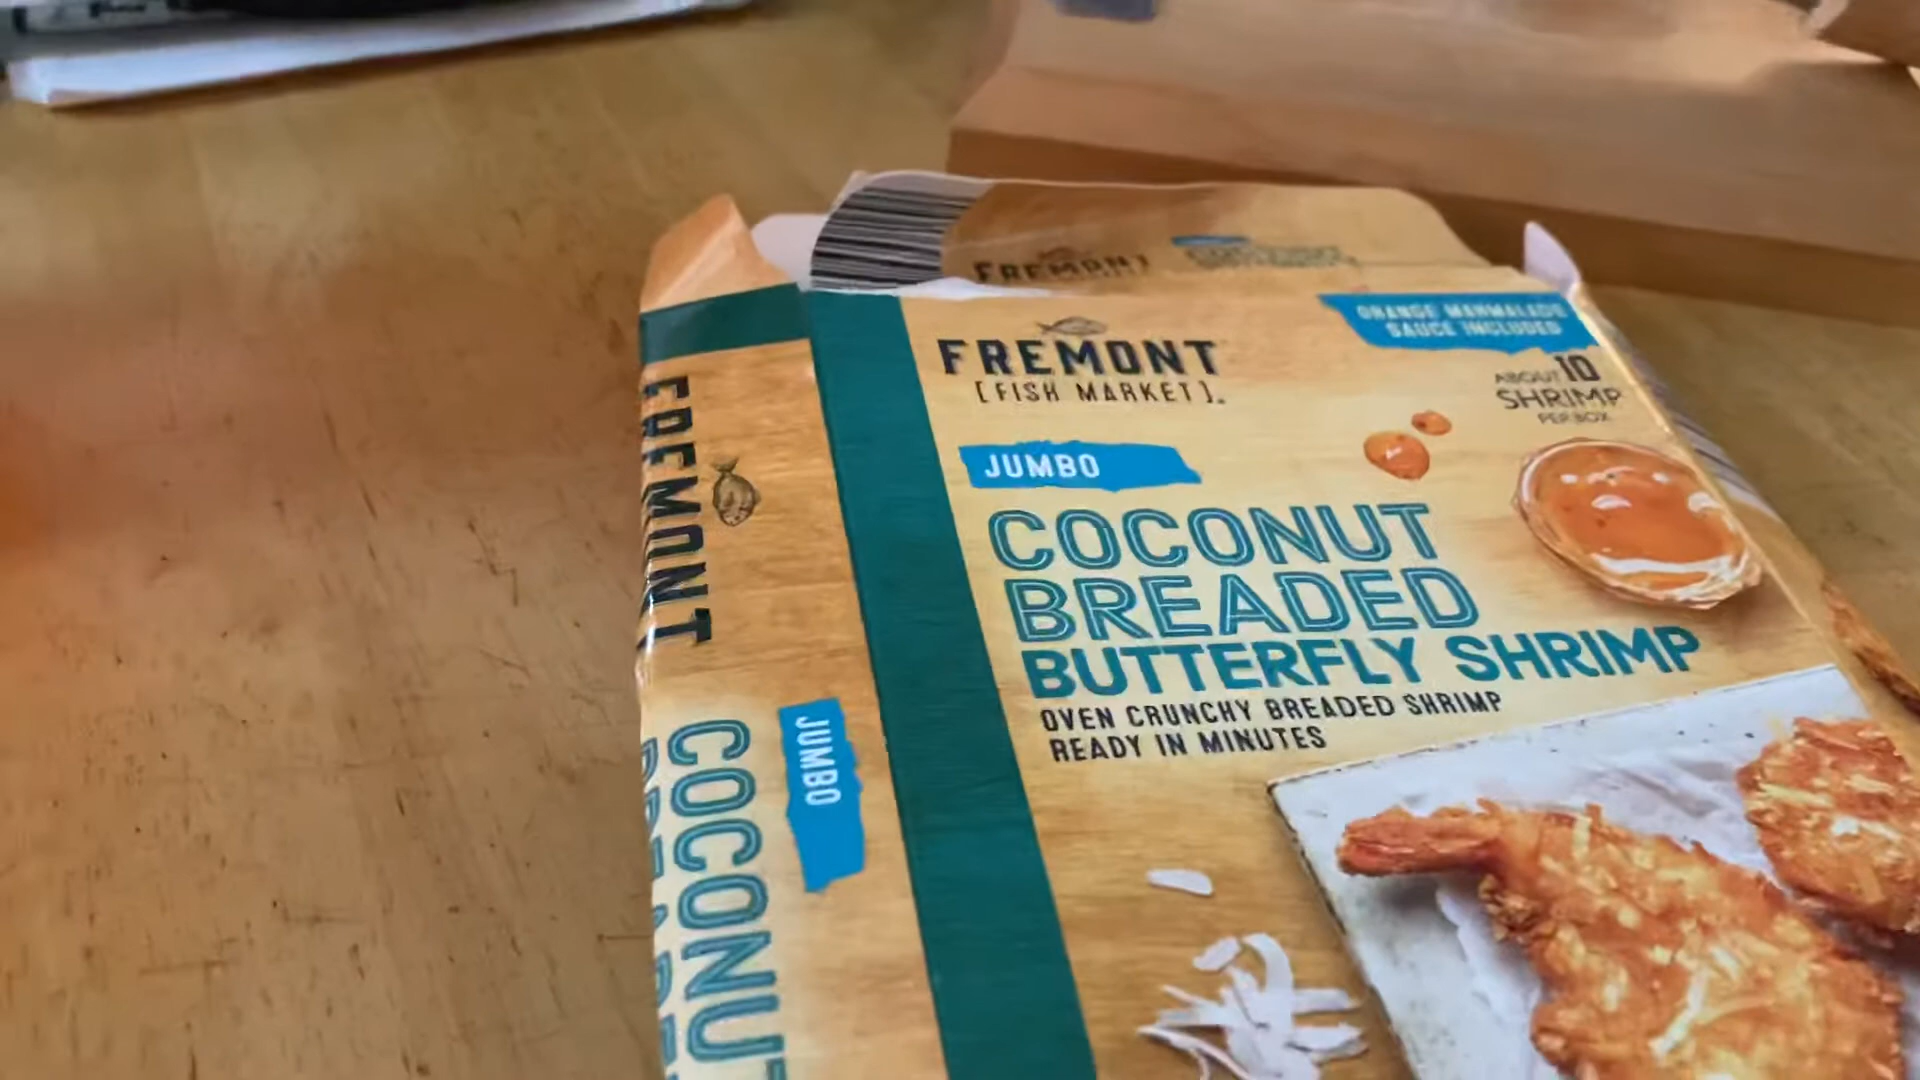 FREMONT
ORANGE MARMALADE
SAUCE INCLUDED
FREMONT
[FISH MARKET].
ABOUT 10
SHRIMP
PER BOX
JUMBO
COCONUT
BREADED
BUTTERFLY SHRIMP
OVEN CRUNCHY BREADED SHRIMP
READY IN MINUTES
FREMONT
JUMBO
COCONUT